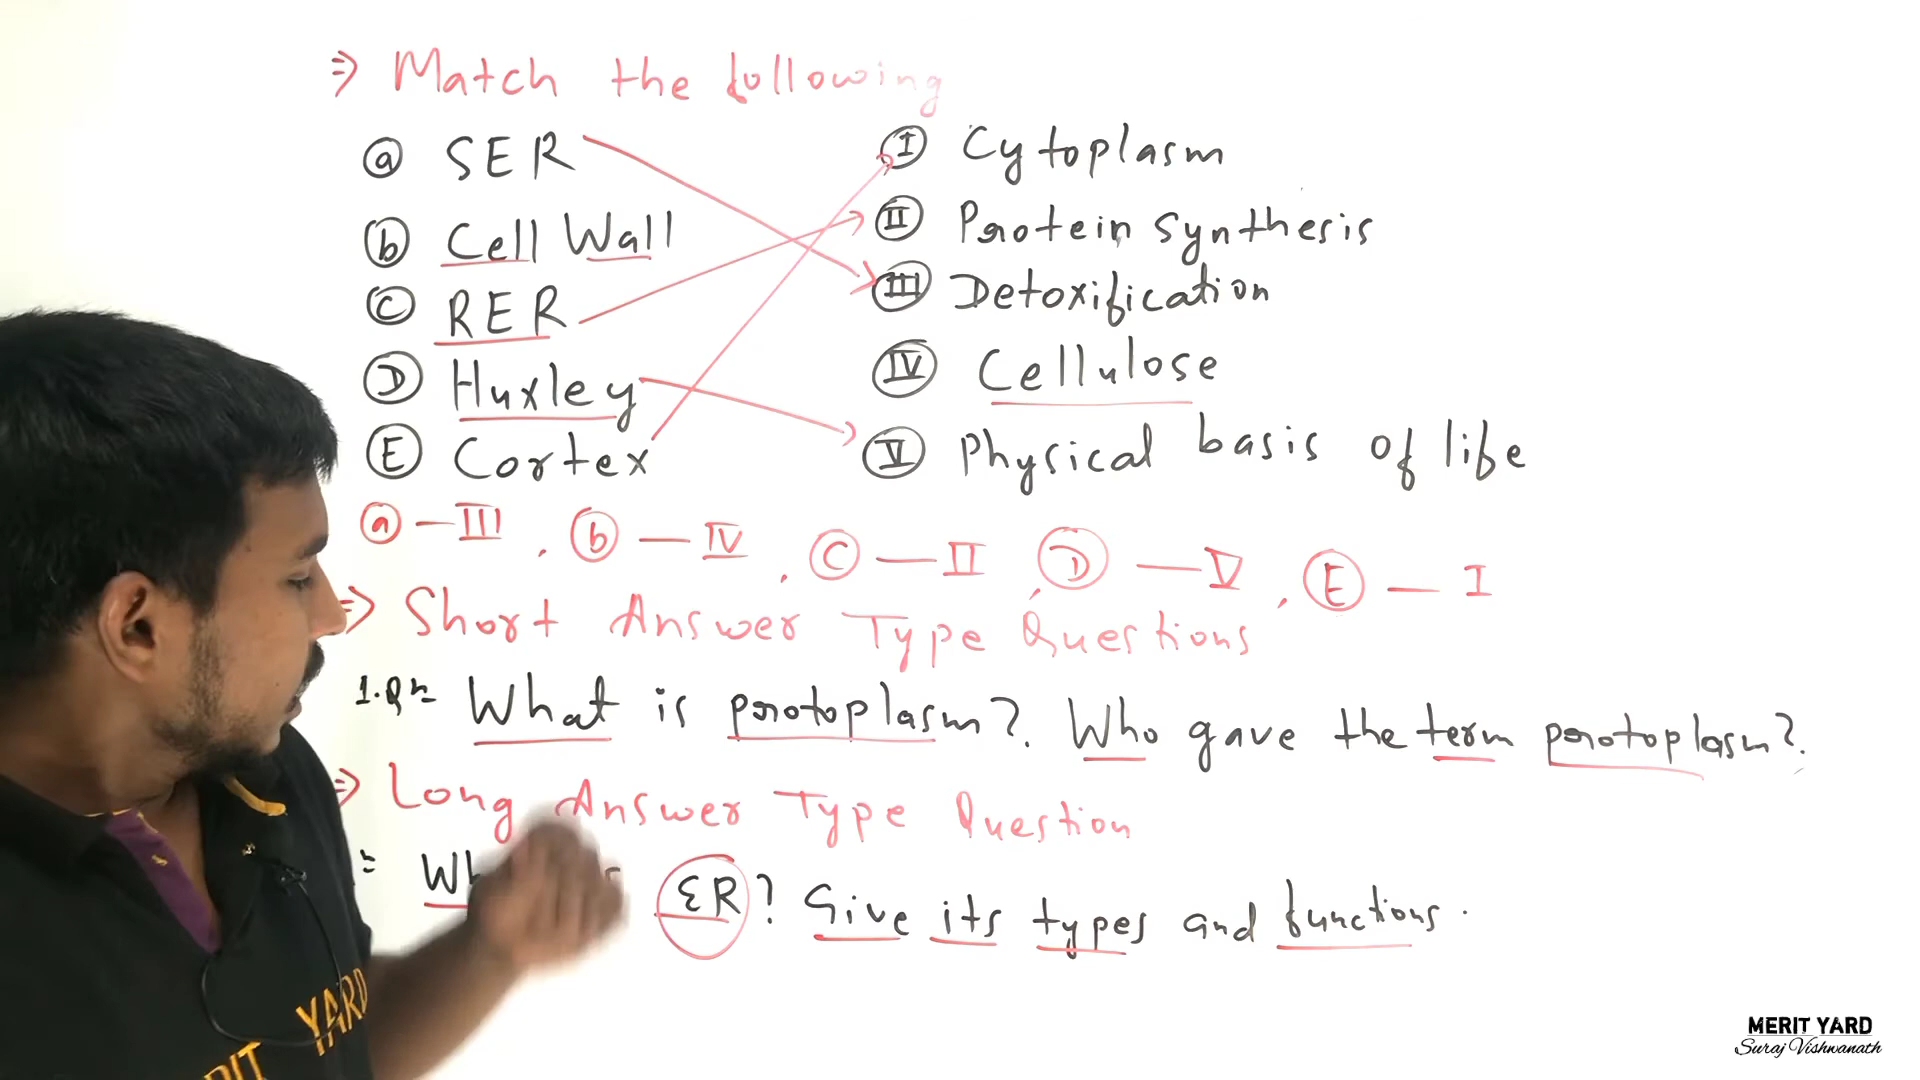 ⇒ Match the following
ⓐ SER Ⓘ Cytoplasm
ⓑ Cell Wall Ⅱ Protein synthesis
Ⓒ RER Ⅲ Detoxification
Ⓓ Huxley Ⅳ Cellulose
Ⓔ Cortex Ⅴ Physical basis of life
ⓐ — III, ⓑ — IV, Ⓒ — II, Ⓓ — V, Ⓔ — I
⇒ Short Answer Type Questions
1. Qn What is protoplasm?. Who gave the term protoplasm?.
⇒ Long Answer Type Question
ER? Give its types and functions.
YARD
MERIT YARD
Suraj Vishwanath